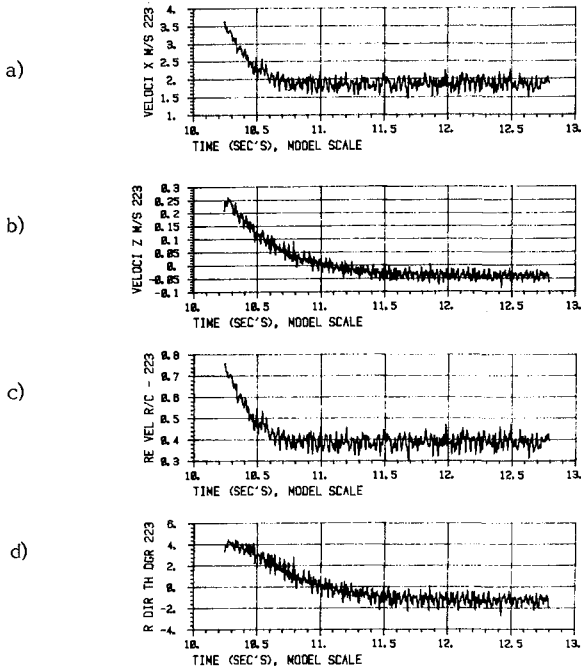 a)
VELOCI X M/S 223
4.
3.5
3.
2.5
2.
1.5
1.
10. 10.5 11. 11.5 12. 12.5 13.
TIME (SEC'S), MODEL SCALE
b)
VELOCI Z M/S 223
0.3
0.25
0.2
0.15
0.1
0.05
0.
-0.05
-0.1
10. 10.5 11. 11.5 12. 12.5 13.
TIME (SEC'S), MODEL SCALE
c)
RE VEL R/C - 223
0.8
0.7
0.6
0.5
0.4
0.3
10. 10.5 11. 11.5 12. 12.5 13.
TIME (SEC'S), MODEL SCALE
d)
R DIR TH DGR 223
6.
4.
2.
0.
-2.
-4.
10. 10.5 11. 11.5 12. 12.5 13.
TIME (SEC'S), MODEL SCALE